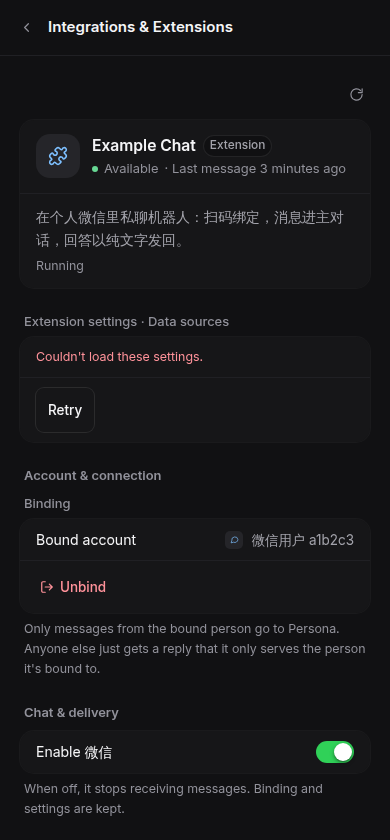 Integrations & Extensions
Example Chat Extension
Available · Last message 3 minutes ago
在个人微信里私聊机器人：扫码绑定，消息进主对
话，回答以纯文字发回。
Running
Extension settings · Data sources
Couldn't load these settings.
Retry
Account & connection
Binding
Bound account 微信用户 a1b2c3
Unbind
Only messages from the bound person go to Persona.
Anyone else just gets a reply that it only serves the person
it's bound to.
Chat & delivery
Enable 微信
When off, it stops receiving messages. Binding and
settings are kept.